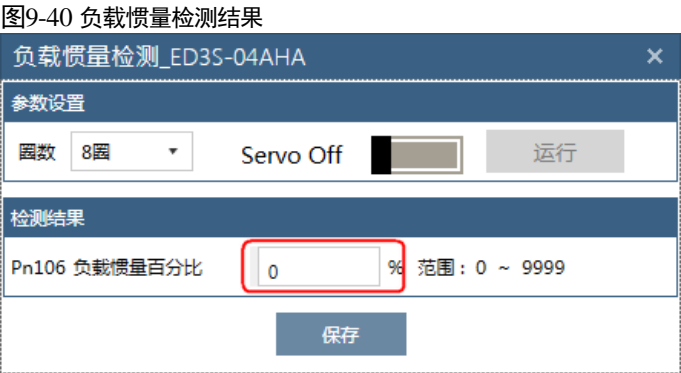 图9-40 负载惯量检测结果
负载惯量检测_ED3S-04AHA ×
参数设置
圈数 8圈 Servo Off 运行
检测结果
Pn106 负载惯量百分比 0 % 范围：0 ~ 9999
保存